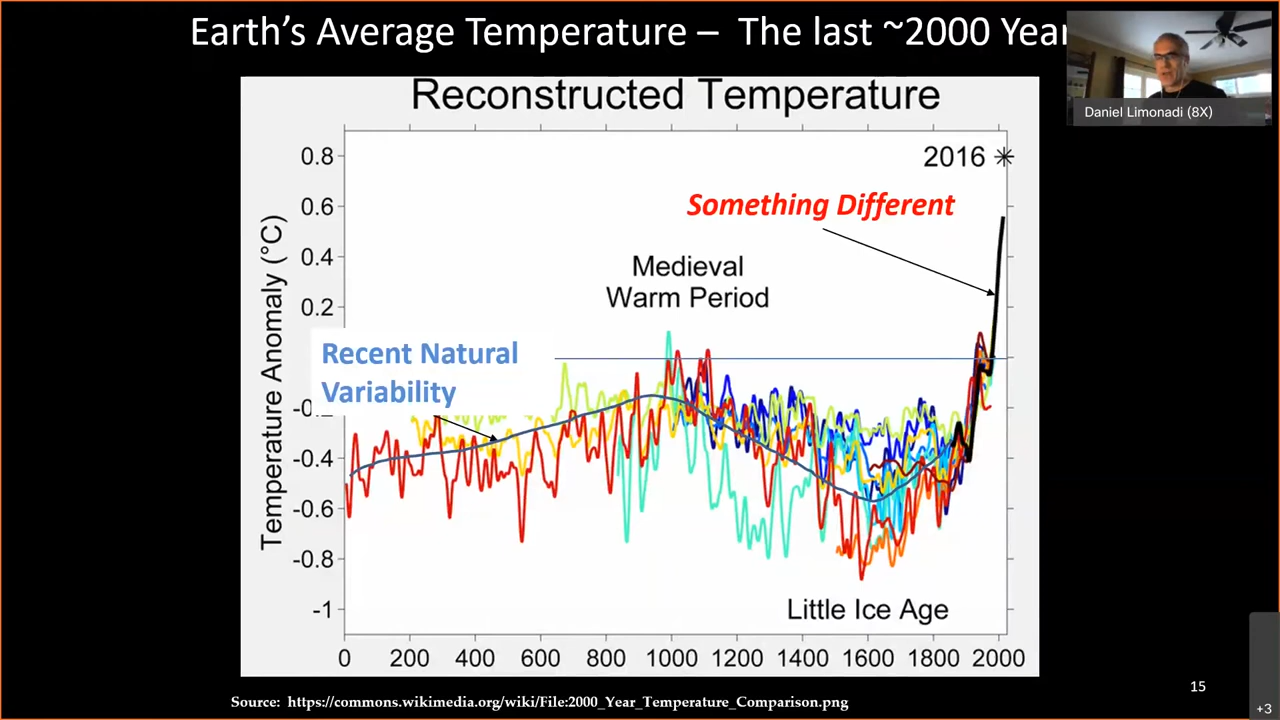 Earth's Average Temperature – The last ~2000 Year
Daniel Limonadi (8X)
Reconstructed Temperature
Temperature Anomaly (°C)
0.8
0.6
0.4
0.2
-0.
-0.4
-0.6
-0.8
-1
2016
Something Different
Medieval
Warm Period
Recent Natural
Variability
Little Ice Age
0 200 400 600 800 1000 1200 1400 1600 1800 2000
15
Source: https://commons.wikimedia.org/wiki/File:2000_Year_Temperature_Comparison.png
+3